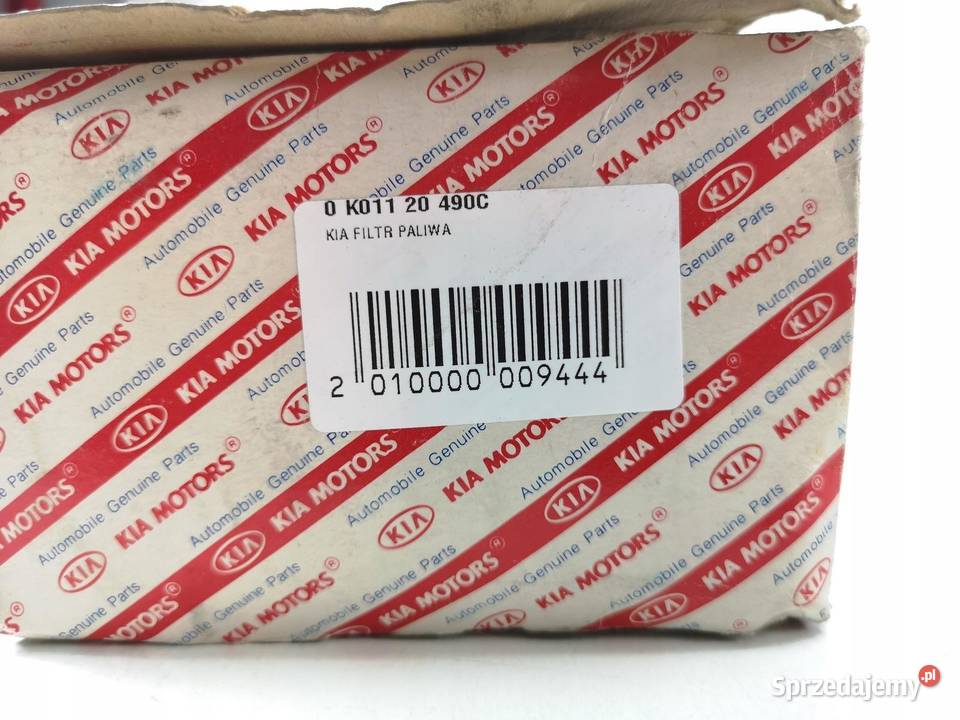 0 K011 20 490C
KIA FILTR PALIWA
2 010000 009444
KIA MOTORS®
Automobile Genuine Parts
KIA
Sprzedajemy.pl